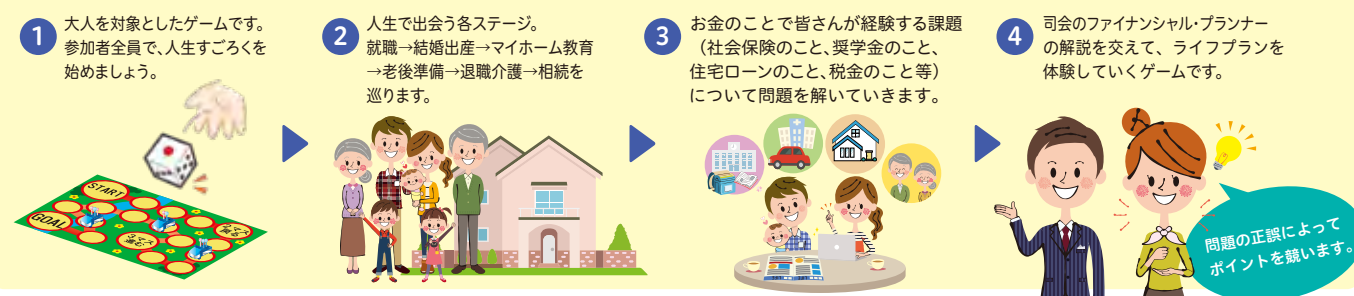 1
大人を対象としたゲームです。
参加者全員で、人生すごろくを
始めましょう。
START
GOAL
2
人生で出会う各ステージ。
就職→結婚出産→マイホーム教育
→老後準備→退職介護→相続を
巡ります。
3
お金のことで皆さんが経験する課題
（社会保険のこと、奨学金のこと、
住宅ローンのこと、税金のこと等）
について問題を解いていきます。
4
司会のファイナンシャル・プランナー
の解説を交えて、ライフプランを
体験していくゲームです。
問題の正誤によって
ポイントを競います。